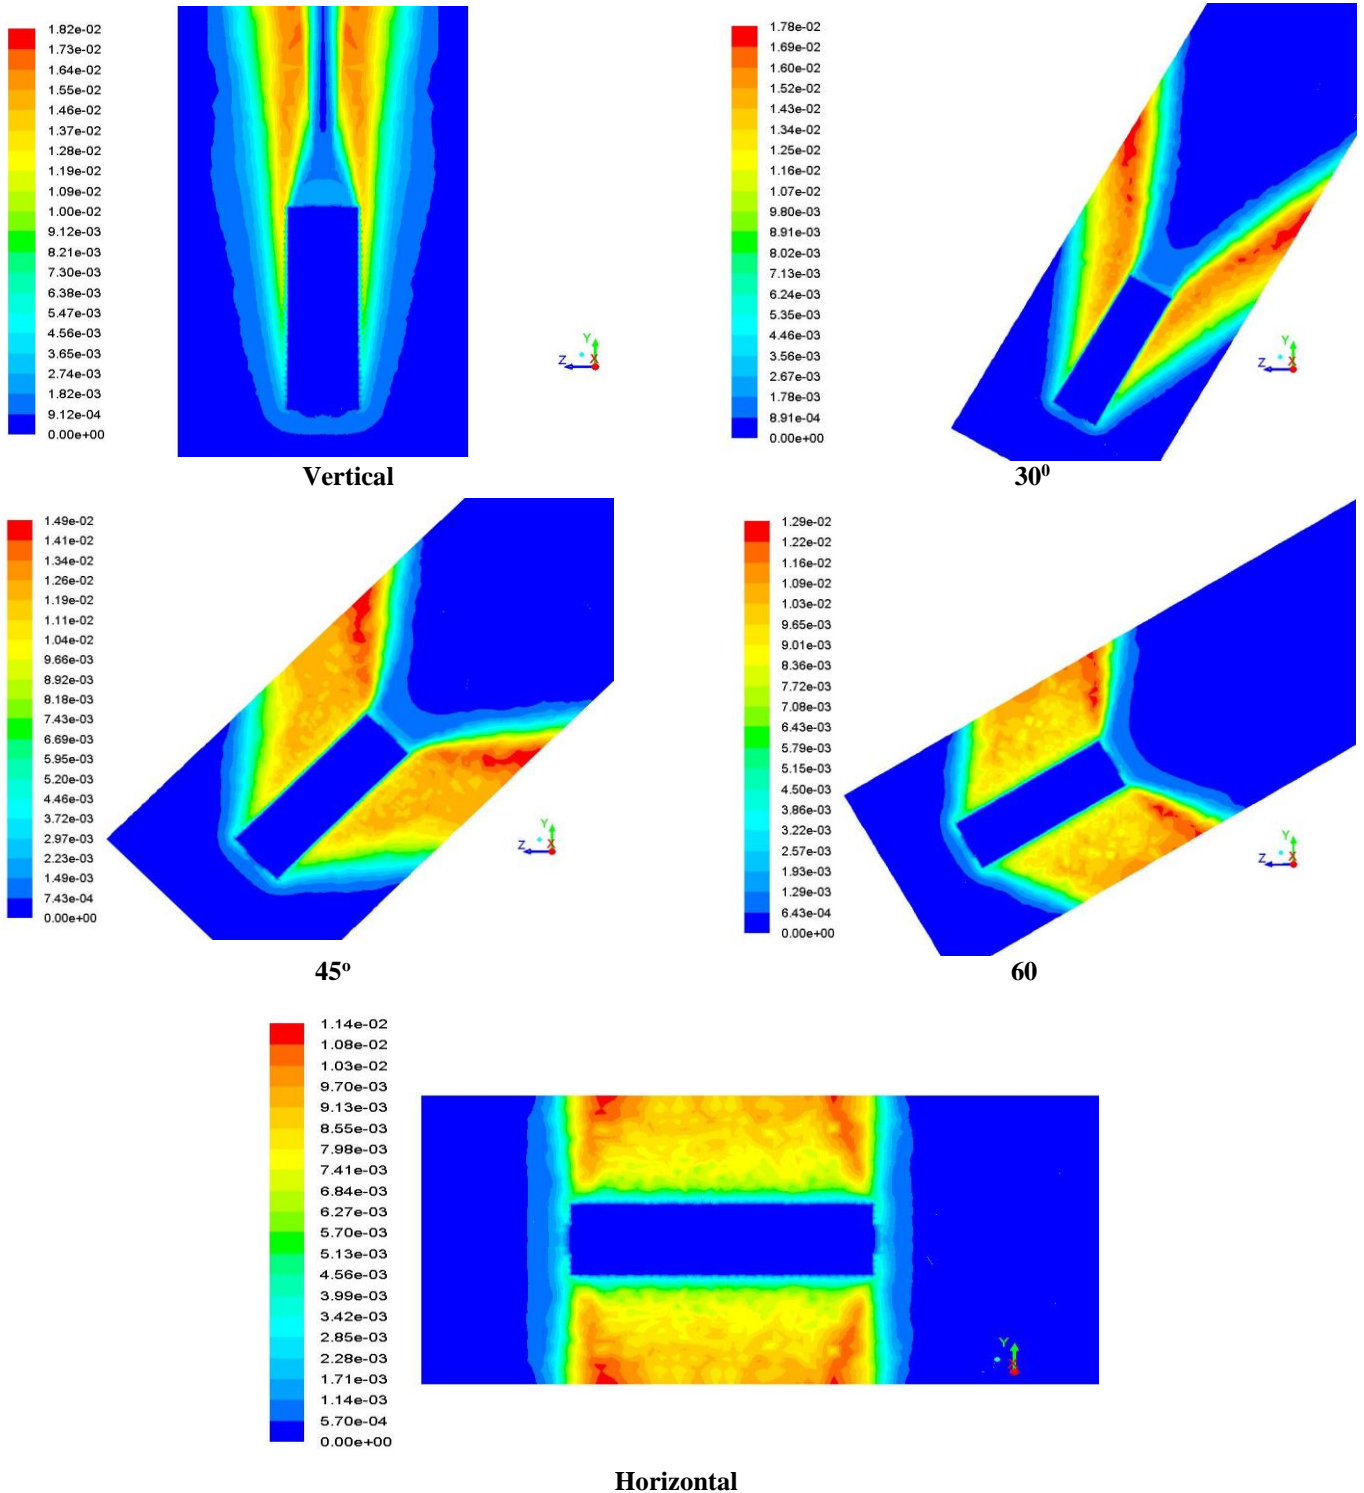 1.82e-02
1.73e-02
1.64e-02
1.55e-02
1.46e-02
1.37e-02
1.28e-02
1.19e-02
1.09e-02
1.00e-02
9.12e-03
8.21e-03
7.30e-03
6.38e-03
5.47e-03
4.56e-03
3.65e-03
2.74e-03
1.82e-03
9.12e-04
0.00e+00
Y
Z X
Vertical
1.78e-02
1.69e-02
1.60e-02
1.52e-02
1.43e-02
1.34e-02
1.25e-02
1.16e-02
1.07e-02
9.80e-03
8.91e-03
8.02e-03
7.13e-03
6.24e-03
5.35e-03
4.46e-03
3.56e-03
2.67e-03
1.78e-03
8.91e-04
0.00e+00
Y
Z X
30⁰
1.49e-02
1.41e-02
1.34e-02
1.26e-02
1.19e-02
1.11e-02
1.04e-02
9.66e-03
8.92e-03
8.18e-03
7.43e-03
6.69e-03
5.95e-03
5.20e-03
4.46e-03
3.72e-03
2.97e-03
2.23e-03
1.49e-03
7.43e-04
0.00e+00
Y
Z X
45ᵒ
1.29e-02
1.22e-02
1.16e-02
1.09e-02
1.03e-02
9.65e-03
9.01e-03
8.36e-03
7.72e-03
7.08e-03
6.43e-03
5.79e-03
5.15e-03
4.50e-03
3.86e-03
3.22e-03
2.57e-03
1.93e-03
1.29e-03
6.43e-04
0.00e+00
Y
Z X
60
1.14e-02
1.08e-02
1.03e-02
9.70e-03
9.13e-03
8.55e-03
7.98e-03
7.41e-03
6.84e-03
6.27e-03
5.70e-03
5.13e-03
4.56e-03
3.99e-03
3.42e-03
2.85e-03
2.28e-03
1.71e-03
1.14e-03
5.70e-04
0.00e+00
Y
X
Horizontal